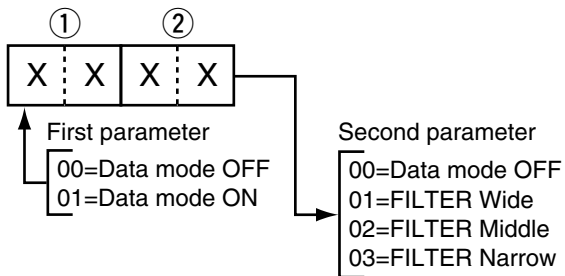 ① ②
X X X X
First parameter
00=Data mode OFF
01=Data mode ON
Second parameter
00=Data mode OFF
01=FILTER Wide
02=FILTER Middle
03=FILTER Narrow